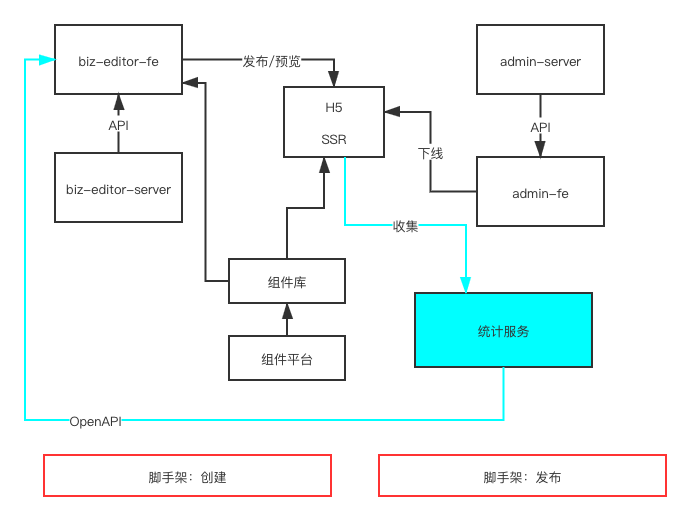 biz-editor-fe
发布/预览
admin-server
H5
SSR
API
API
下线
biz-editor-server
admin-fe
收集
组件库
统计服务
组件平台
OpenAPI
脚手架：创建
脚手架：发布